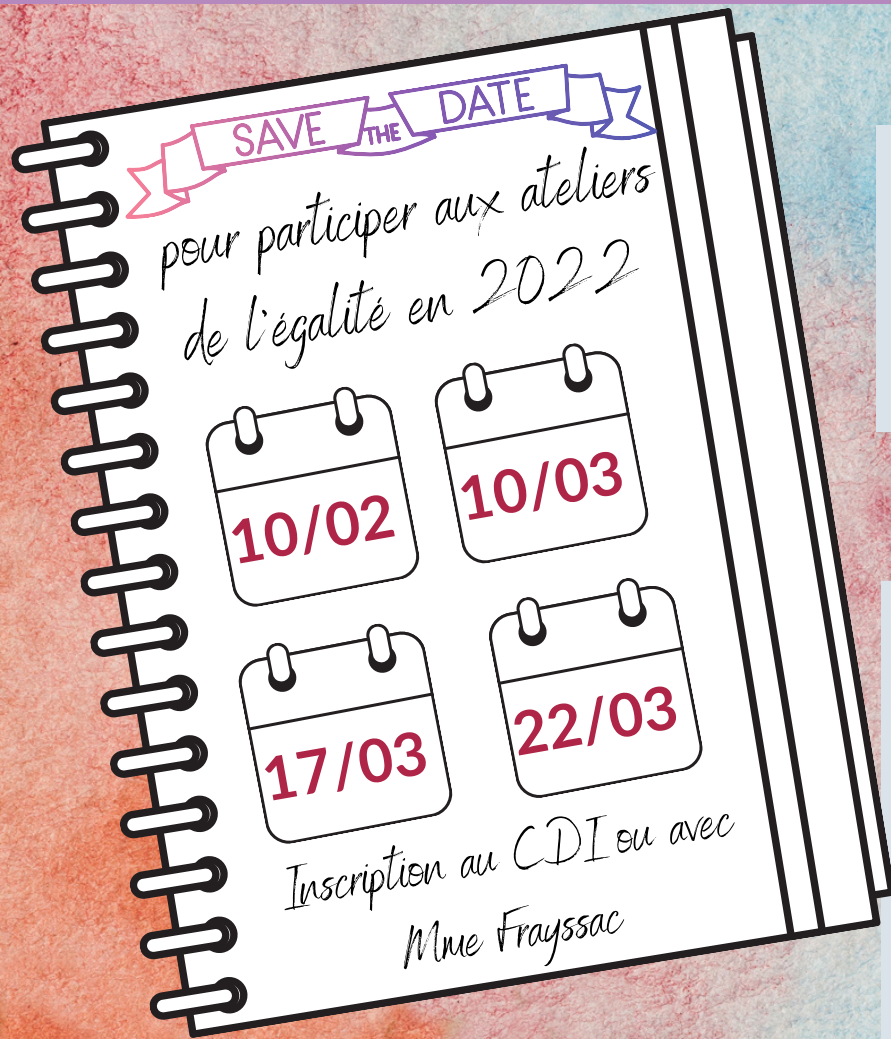 SAVE THE DATE
pour participer aux ateliers
de l'égalité en 2022
10/02
10/03
17/03
22/03
Inscription au CDI ou avec
Mme Frayssac